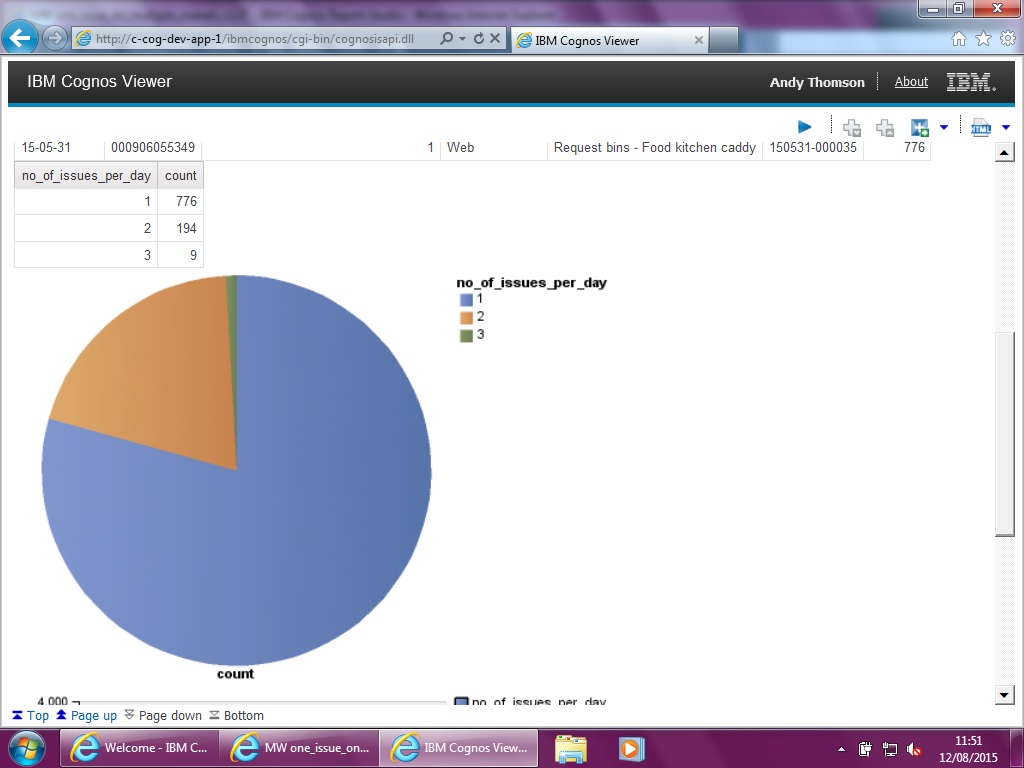 http://c-cog-dev-app-1/ibmcognos/cgi-bin/cognosisapi.dll
IBM Cognos Viewer
IBM Cognos Viewer
Andy Thomson
About
IBM.
HTML
15-05-31 000906055349 1 Web Request bins - Food kitchen caddy 150531-000035 776
no_of_issues_per_day count
1 776
2 194
3 9
no_of_issues_per_day
1
2
3
count
4,000
no_of_issues_per_day
Top Page up Page down Bottom
Welcome - IBM C...
MW one_issue_on...
IBM Cognos View...
11:51
12/08/2015